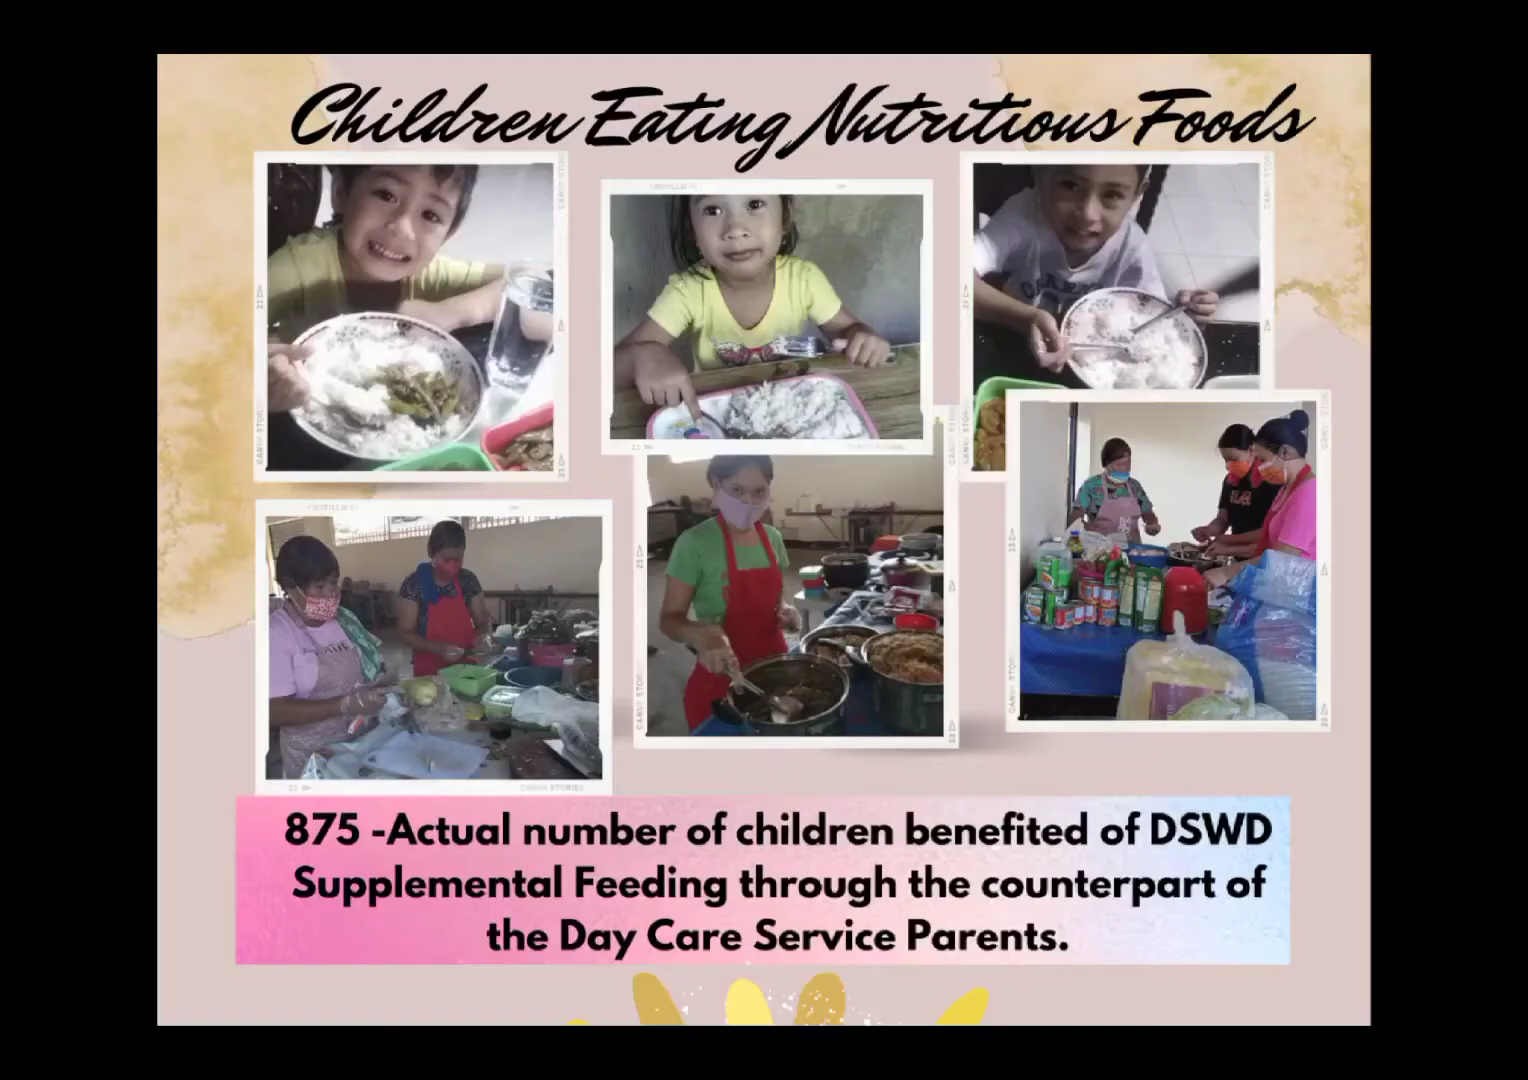 Children Eating Nutritious Foods
875 -Actual number of children benefited of DSWD
Supplemental Feeding through the counterpart of
the Day Care Service Parents.